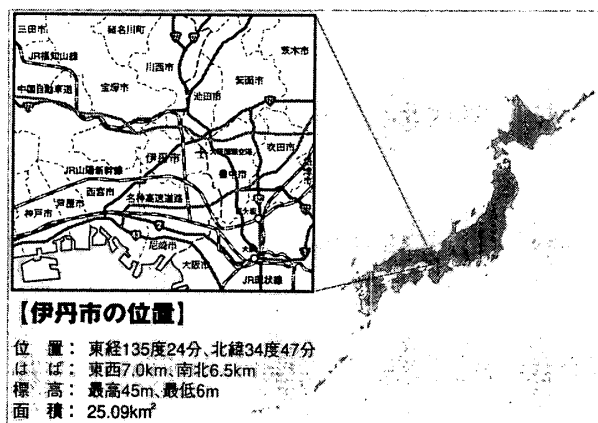 三田市
猪名川町
茨木市
JR福知山線
川西市
箕面市
中国自動車道
宝塚市
池田市
伊丹市
大阪国際空港
吹田市
JR山陽新幹線
豊中市
西宮市
名神高速道路
芦屋市
神戸市
尼崎市
大阪市
JR環状線
【伊丹市の位置】
位 置： 東経135度24分、北緯34度47分
は ば： 東西7.0km、南北6.5km
標 高： 最高45m、最低6m
面 積： 25.09km²